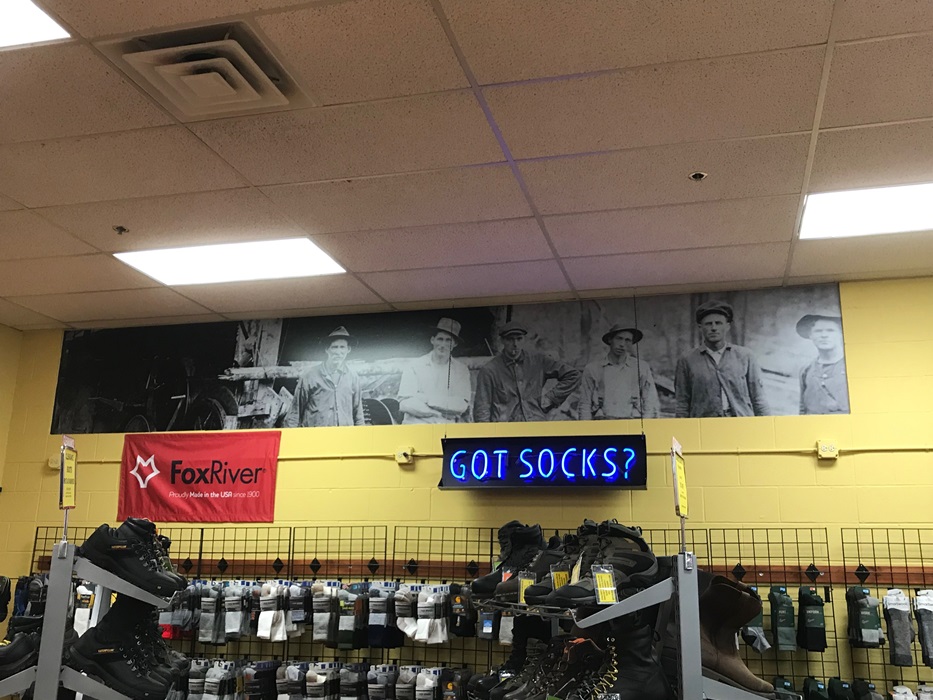 FoxRiver
Proudly Made in the USA since 1900
GOT SOCKS?